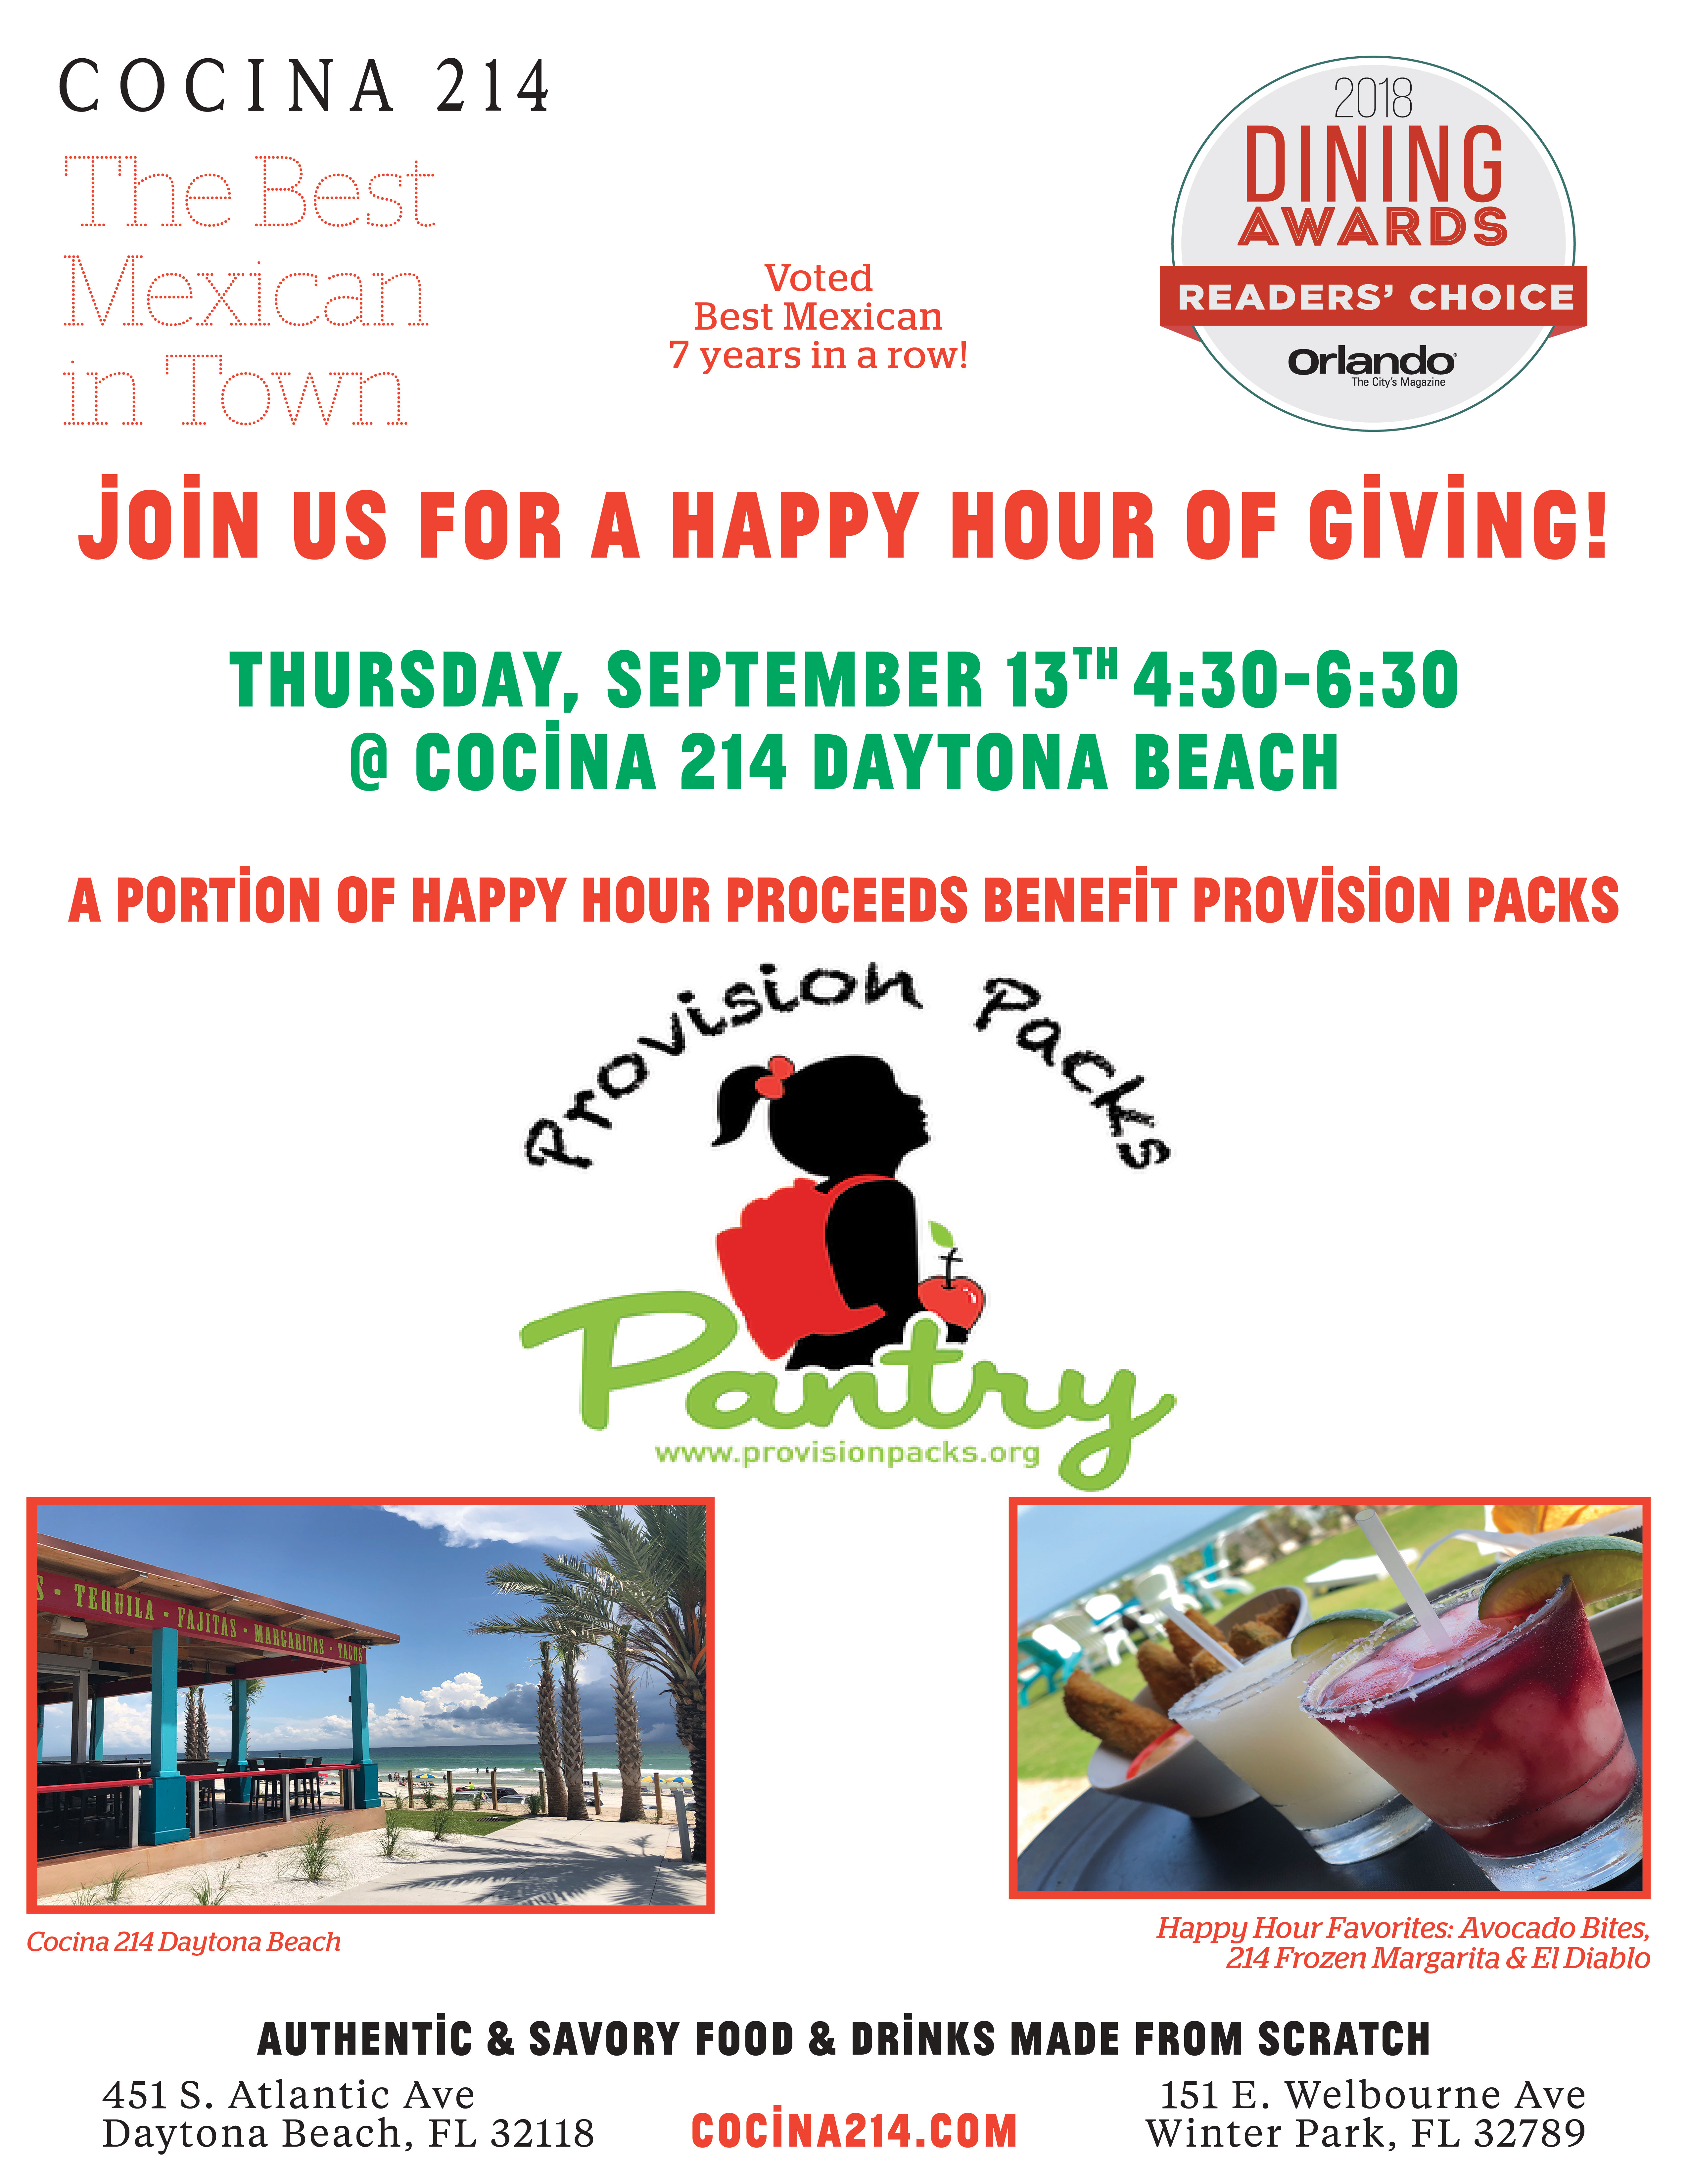 COCINA 214
The Best
Mexican
in Town
Voted
Best Mexican
7 years in a row!
2018
DINING
AWARDS
READERS' CHOICE
Orlando
The City's Magazine
JOIN US FOR A HAPPY HOUR OF GIVING!
THURSDAY, SEPTEMBER 13TH 4:30-6:30
@ COCINA 214 DAYTONA BEACH
A PORTION OF HAPPY HOUR PROCEEDS BENEFIT PROVISION PACKS
Provision Packs
Pantry
www.provisionpacks.org
S - TEQUILA - FAJITAS - MARGARITAS - TACOS
Cocina 214 Daytona Beach
Happy Hour Favorites: Avocado Bites,
214 Frozen Margarita & El Diablo
AUTHENTIC & SAVORY FOOD & DRINKS MADE FROM SCRATCH
451 S. Atlantic Ave
Daytona Beach, FL 32118
COCINA214.COM
151 E. Welbourne Ave
Winter Park, FL 32789